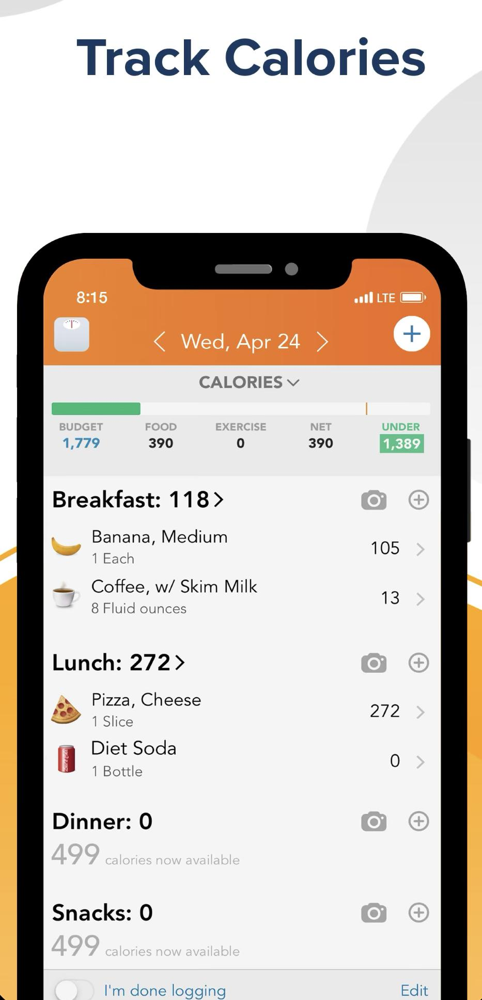 Track Calories
8:15 LTE
Wed, Apr 24
CALORIES
BUDGET FOOD EXERCISE NET UNDER
1,779 390 0 390 1,389
Breakfast: 118
Banana, Medium
105
1 Each
Coffee, w/ Skim Milk
13
8 Fluid ounces
Lunch: 272
Pizza, Cheese
272
1 Slice
Diet Soda
0
1 Bottle
Dinner: 0
499 calories now available
Snacks: 0
499 calories now available
I'm done logging Edit